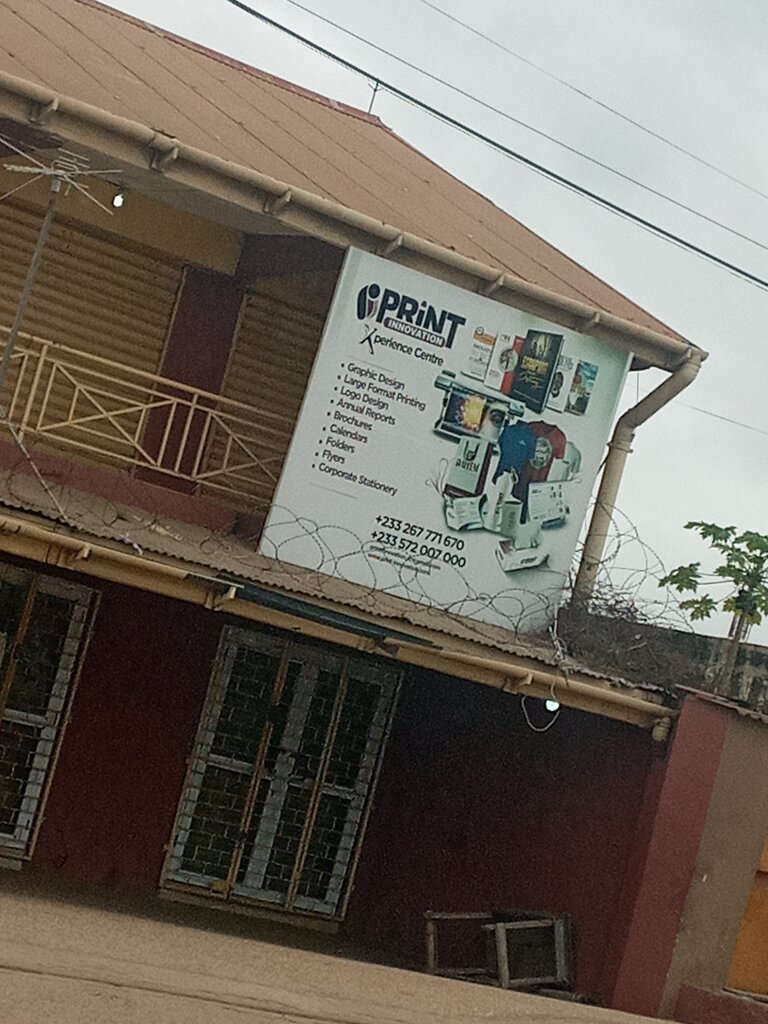 iPRiNT
INNOVATION
Xperience Centre
• Graphic Design
• Large Format Printing
• Logo Design
• Annual Reports
• Brochures
• Calendars
• Folders
• Flyers
• Corporate Stationery
+233 267 771 670
+233 572 007 000